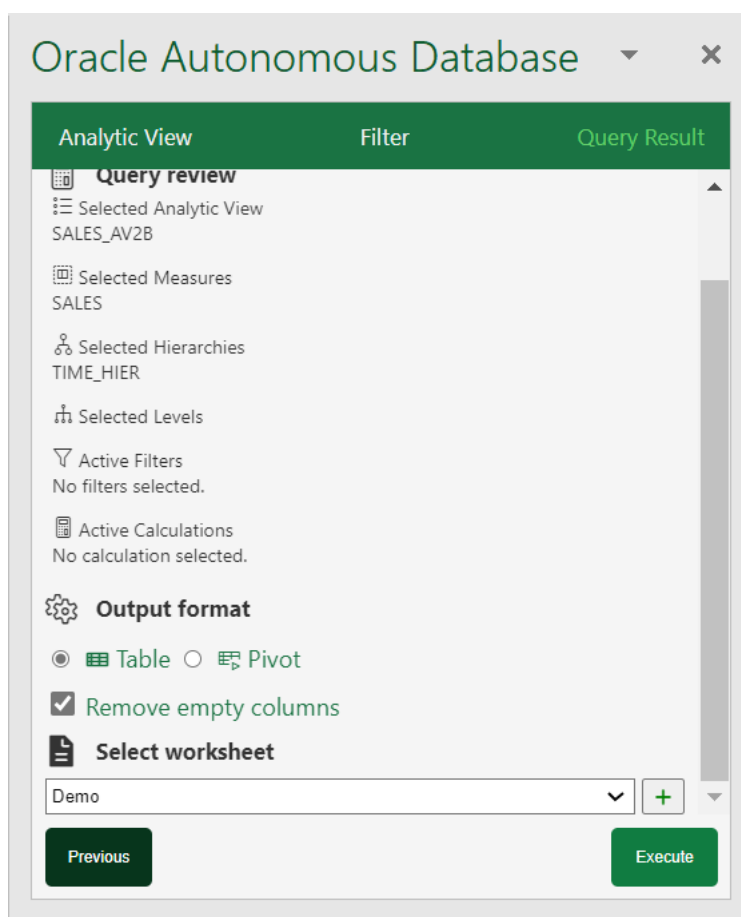 Oracle Autonomous Database
Analytic View Filter Query Result
Query review
Selected Analytic View
SALES_AV2B
Selected Measures
SALES
Selected Hierarchies
TIME_HIER
Selected Levels
Active Filters
No filters selected.
Active Calculations
No calculation selected.
Output format
Table Pivot
Remove empty columns
Select worksheet
Demo +
Previous Execute